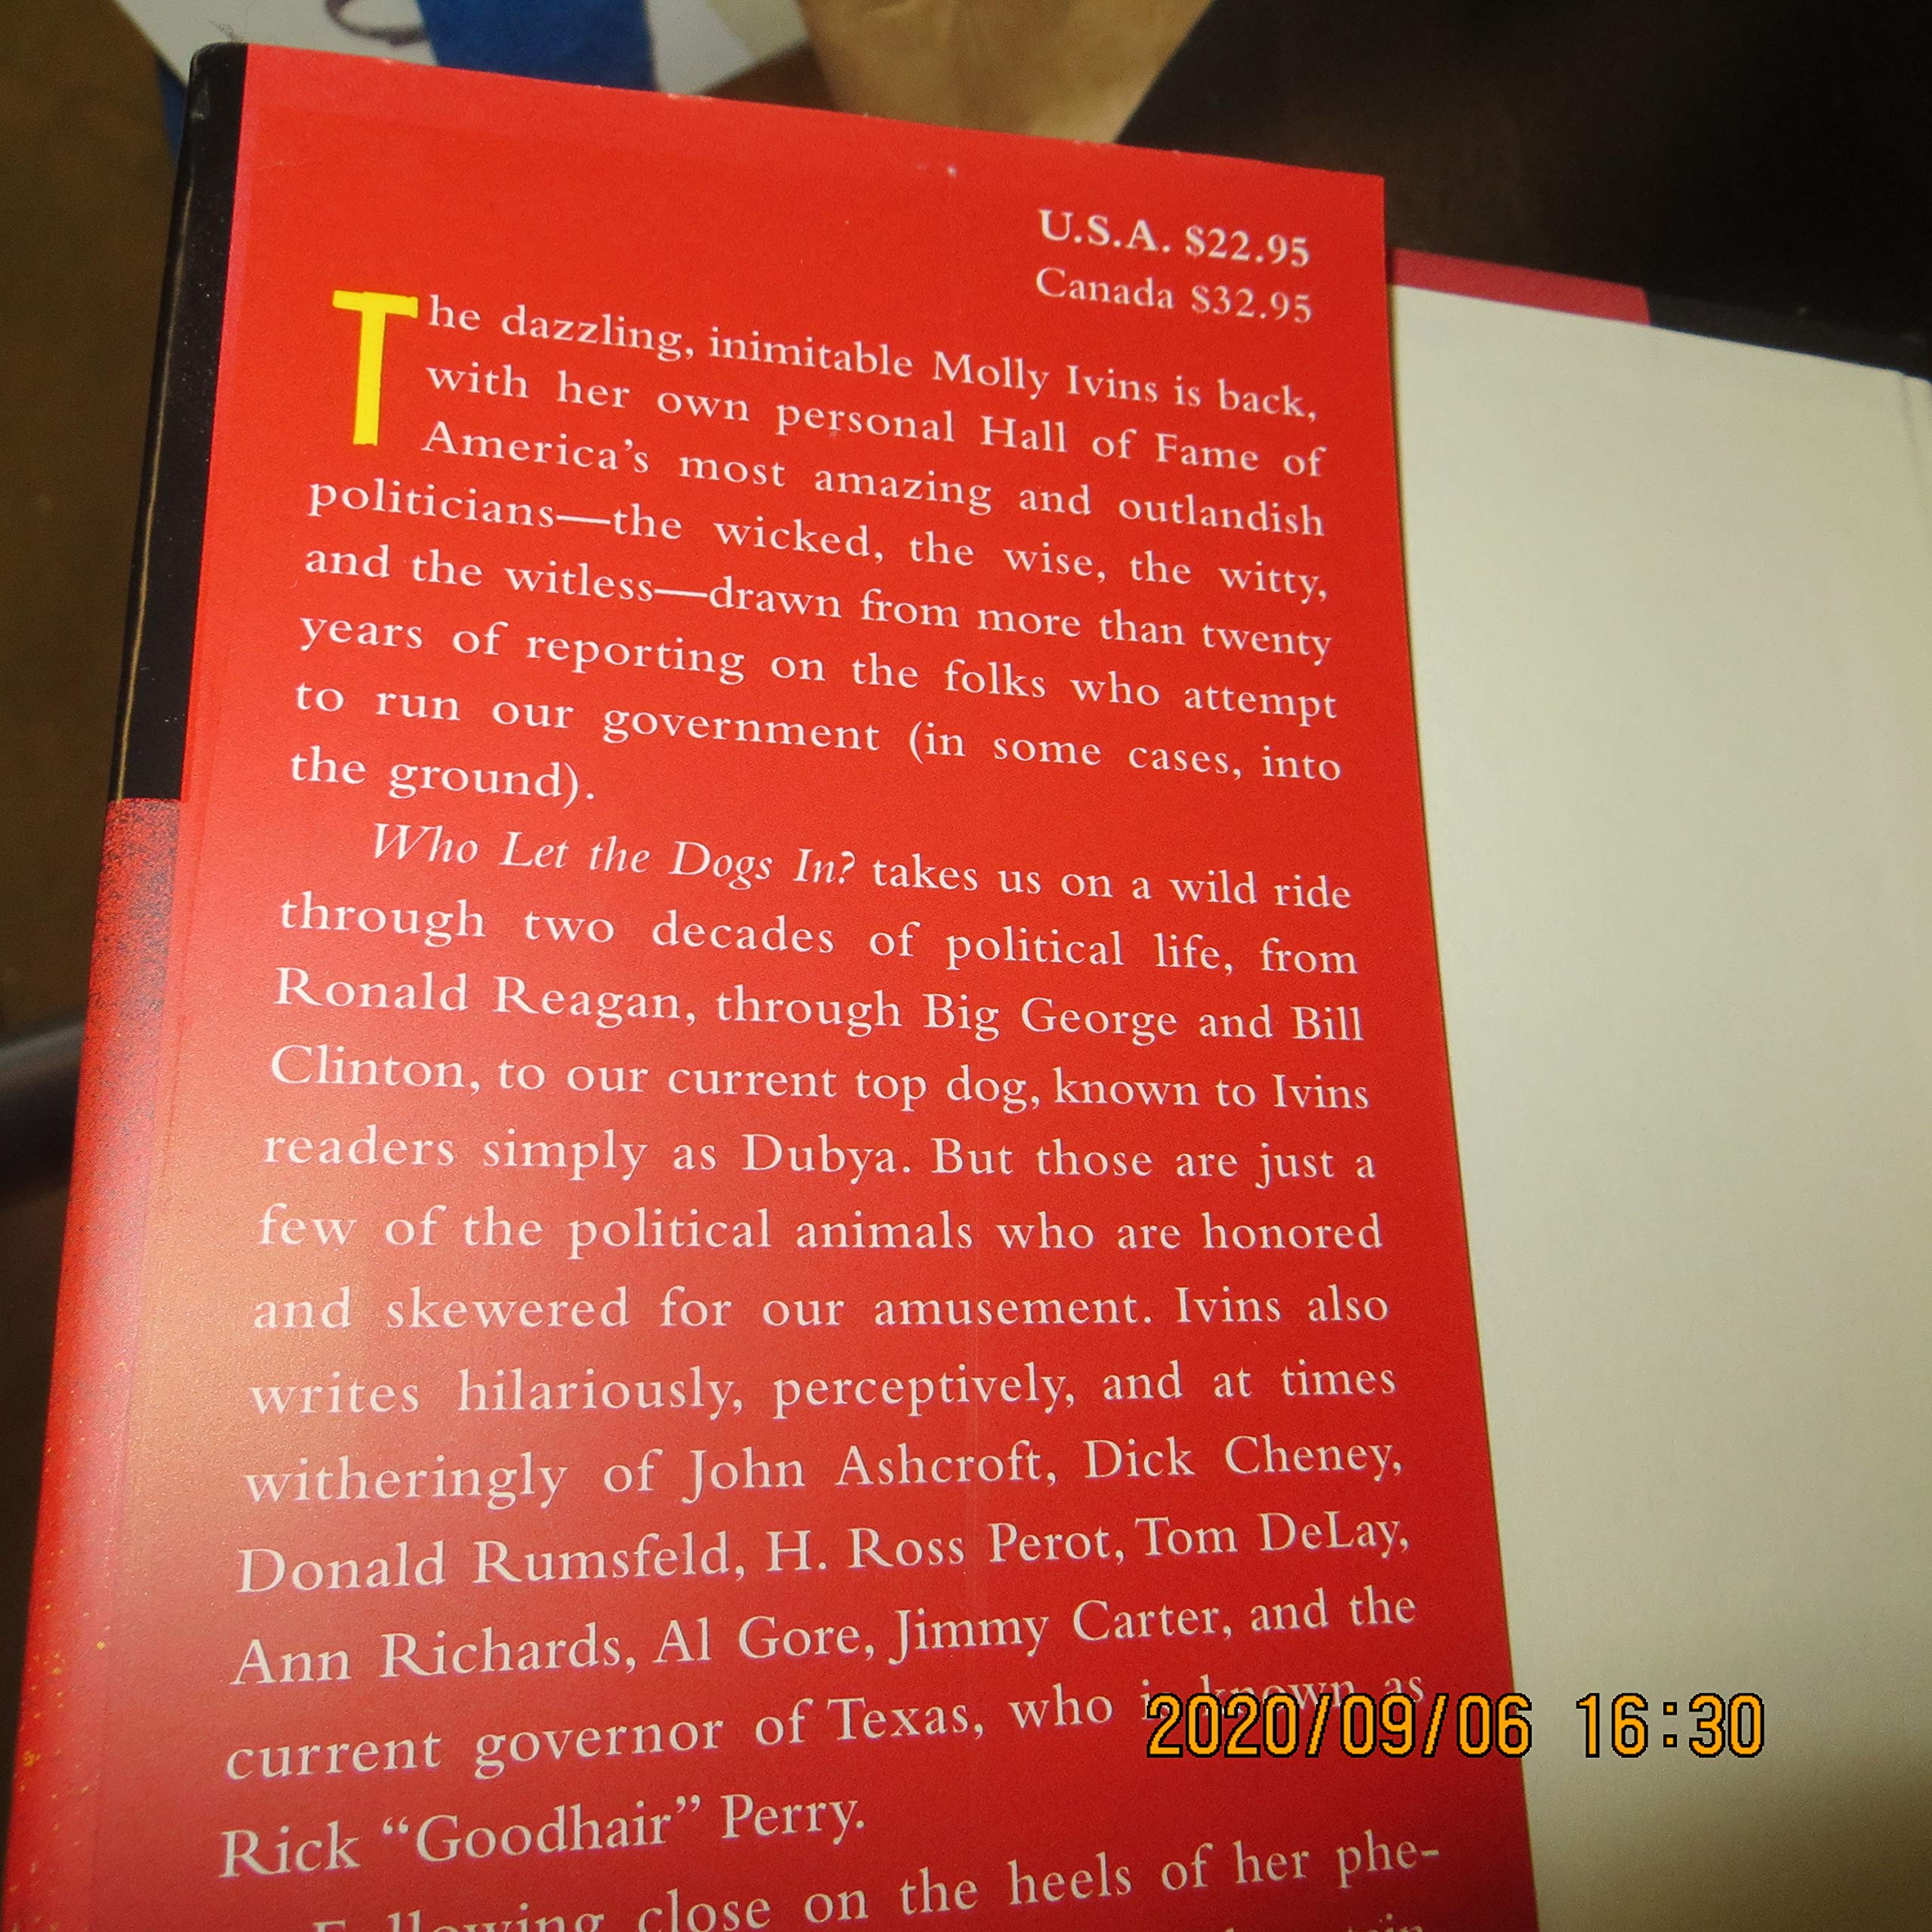 U.S.A. $22.95
Canada $32.95
The dazzling, inimitable Molly Ivins is back,
with her own personal Hall of Fame of
America's most amazing and outlandish
politicians—the wicked, the wise, the witty,
and the witless—drawn from more than twenty
years of reporting on the folks who attempt
to run our government (in some cases, into
the ground).
Who Let the Dogs In? takes us on a wild ride
through two decades of political life, from
Ronald Reagan, through Big George and Bill
Clinton, to our current top dog, known to Ivins
readers simply as Dubya. But those are just a
few of the political animals who are honored
and skewered for our amusement. Ivins also
writes hilariously, perceptively, and at times
witheringly of John Ashcroft, Dick Cheney,
Donald Rumsfeld, H. Ross Perot, Tom DeLay,
Ann Richards, Al Gore, Jimmy Carter, and the
current governor of Texas, who is known as
Rick “Goodhair” Perry.
Following close on the heels of her phe-
2020/09/06 16:30